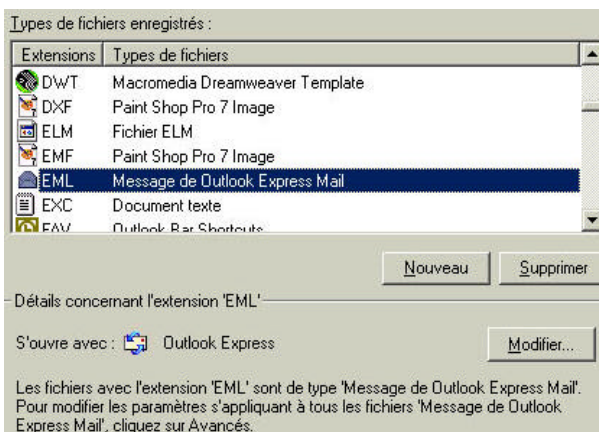 Types de fichiers enregistrés :
Extensions Types de fichiers
DWT Macromedia Dreamweaver Template
DXF Paint Shop Pro 7 Image
ELM Fichier ELM
EMF Paint Shop Pro 7 Image
EML Message de Outlook Express Mail
EXC Document texte
FAV Outlook Bar Shortcuts
Nouveau Supprimer
Détails concernant l'extension 'EML'
S'ouvre avec : Outlook Express Modifier...
Les fichiers avec l'extension 'EML' sont de type 'Message de Outlook Express Mail'.
Pour modifier les paramètres s'appliquant à tous les fichiers 'Message de Outlook
Express Mail', cliquez sur Avancés.